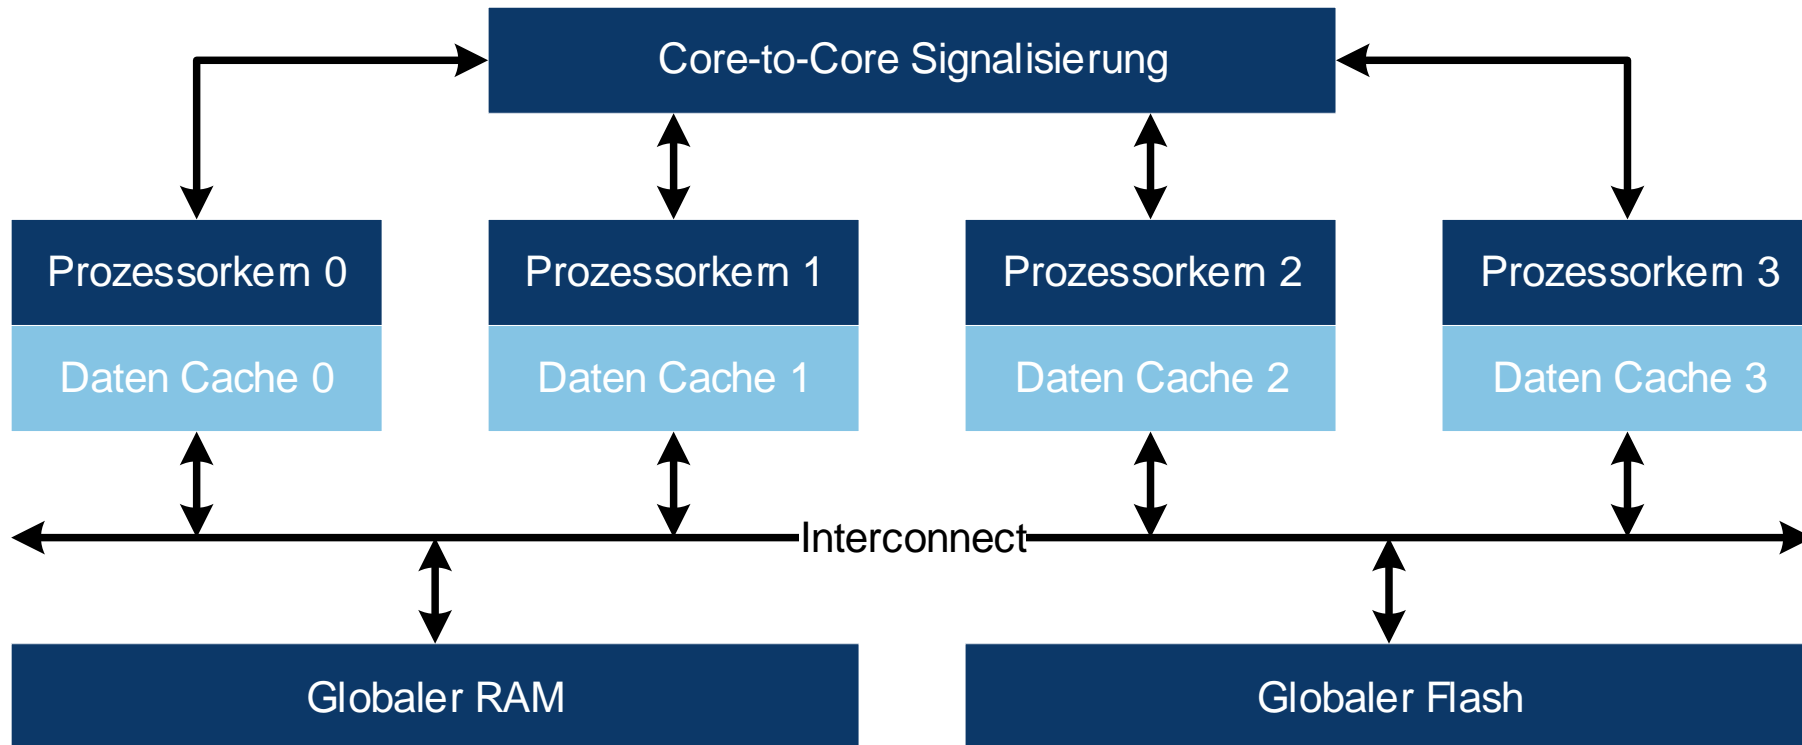 Core-to-Core Signalisierung
Prozessorkern 0
Prozessorkern 1
Prozessorkern 2
Prozessorkern 3
Daten Cache 0
Daten Cache 1
Daten Cache 2
Daten Cache 3
Interconnect
Globaler RAM
Globaler Flash